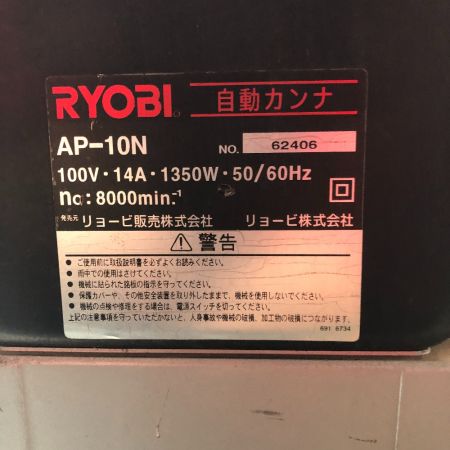 RYOBI 自動カンナ
AP-10N NO. 62406
100V・14A・1350W・50/60Hz
no:8000min.⁻¹
発売元 リョービ販売株式会社 リョービ株式会社
警告
● ご使用前に取扱説明書を必ずよくお読みください。
● 雨中での使用はさけてください。
● 機械に貼られた銘板の指示を守ってください。
● 保護カバーや、その他安全装置を取り外したままで、機械を使用しないでください。
● 機械の点検や修理をする場合は、電源スイッチを切ってください。
上記の注意事項を守っていただかないと、人身事故や機械の破損、加工物の破損につながります。
691 6734